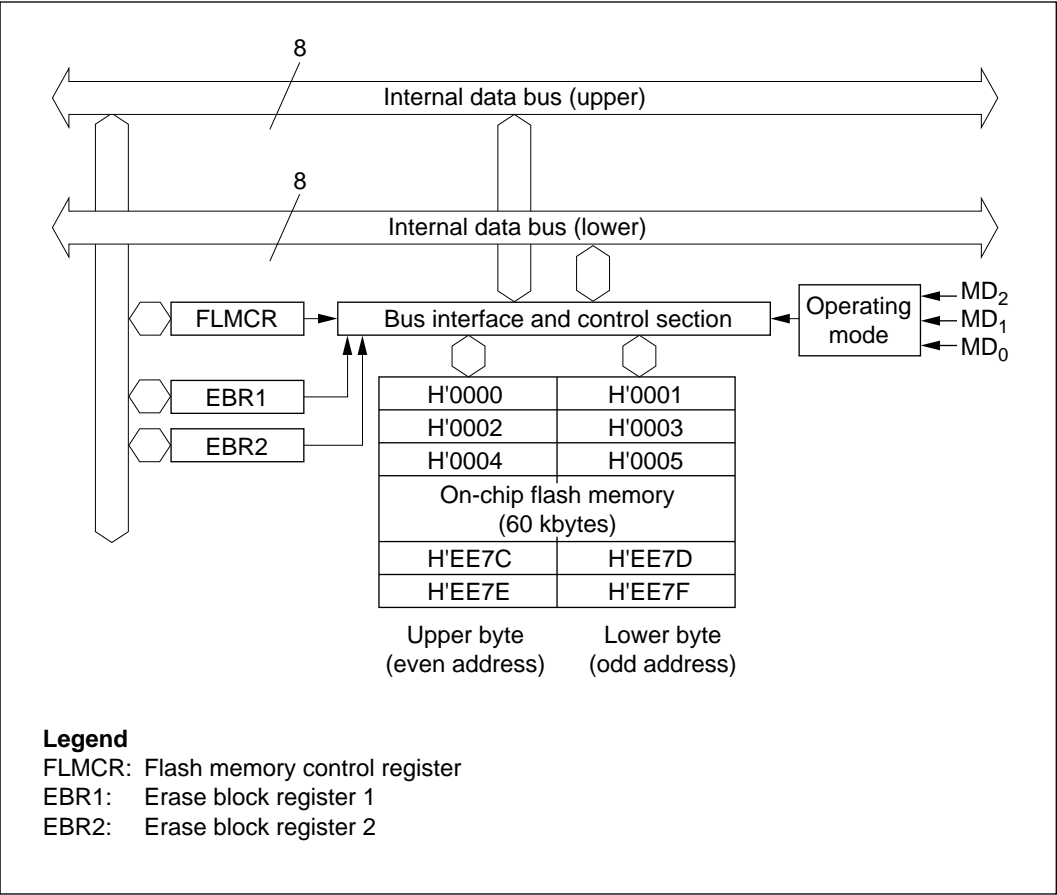 8
Internal data bus (upper)
8
Internal data bus (lower)
FLMCR
Bus interface and control section
Operating
mode
MD2
MD1
MD0
EBR1
EBR2
H'0000 H'0001
H'0002 H'0003
H'0004 H'0005
On-chip flash memory
(60 kbytes)
H'EE7C H'EE7D
H'EE7E H'EE7F
Upper byte Lower byte
(even address) (odd address)
Legend
FLMCR: Flash memory control register
EBR1: Erase block register 1
EBR2: Erase block register 2